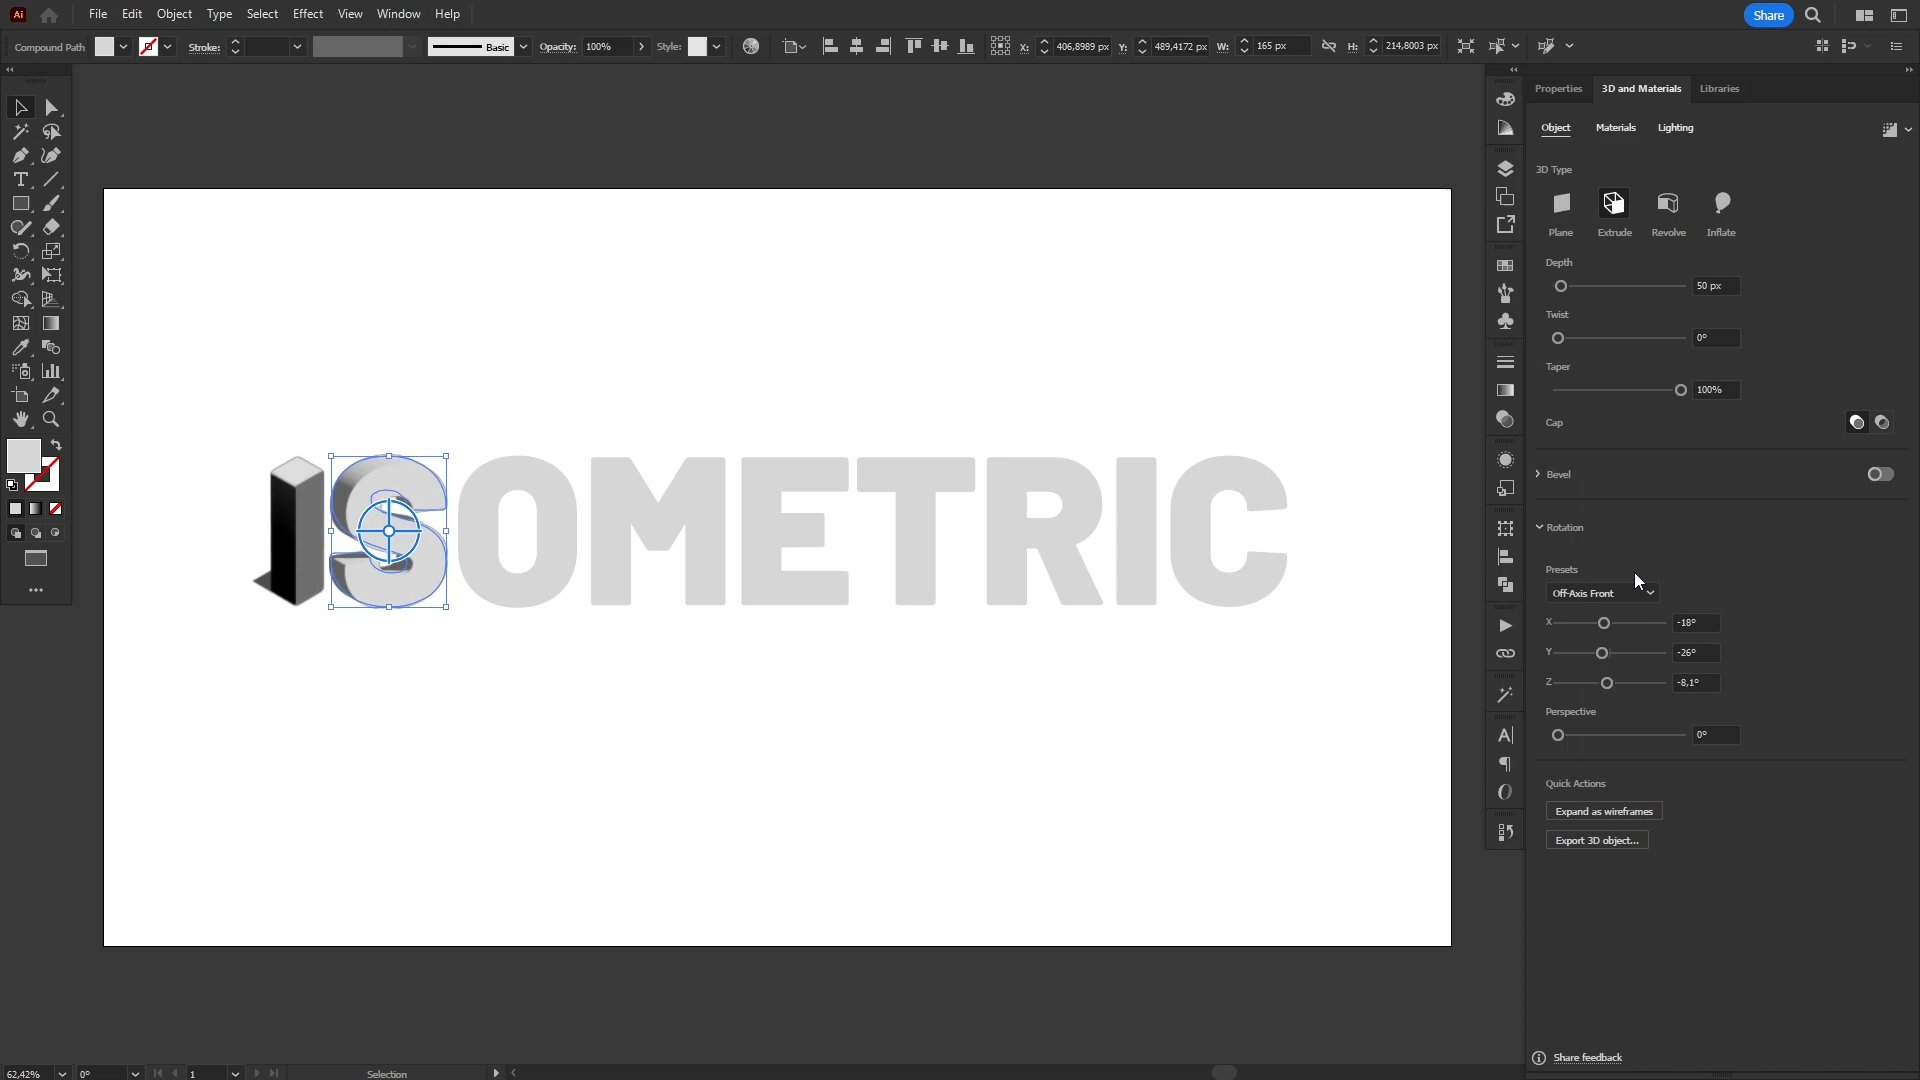 Ai File Edit Object Type Select Effect View Window Help Share
Compound Path Stroke: Basic Opacity: 100% Style: X: 406,8989 px Y: 489,4172 px W: 165 px H: 214,8003 px
Properties 3D and Materials Libraries
Object Materials Lighting
3D Type
Plane Extrude Revolve Inflate
Depth
50 px
Twist
0°
Taper
100%
Cap
Bevel
ISOMETRIC
Rotation
Presets
Off-Axis Front
X -18°
Y -26°
Z -8,1°
Perspective
0°
Quick Actions
Expand as wireframes
Export 3D object...
Share feedback
62,42% 0° 1 Selection